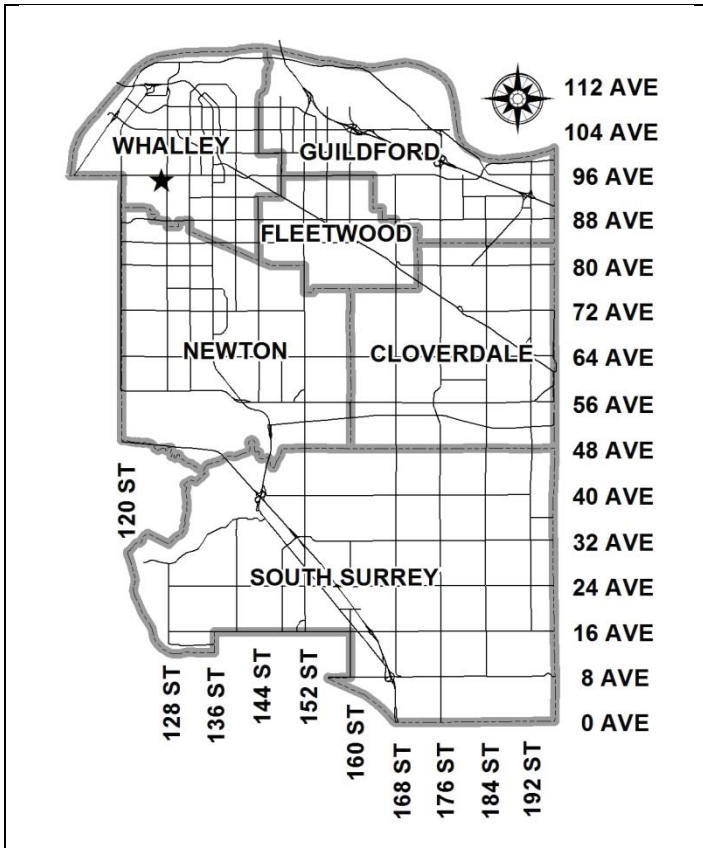 112 AVE
104 AVE
WHALLEY
GUILDFORD
96 AVE
88 AVE
FLEETWOOD
80 AVE
72 AVE
NEWTON
CLOVERDALE
64 AVE
56 AVE
48 AVE
120 ST
40 AVE
32 AVE
SOUTH SURREY
24 AVE
16 AVE
128 ST
136 ST
144 ST
152 ST
160 ST
8 AVE
0 AVE
168 ST
176 ST
184 ST
192 ST